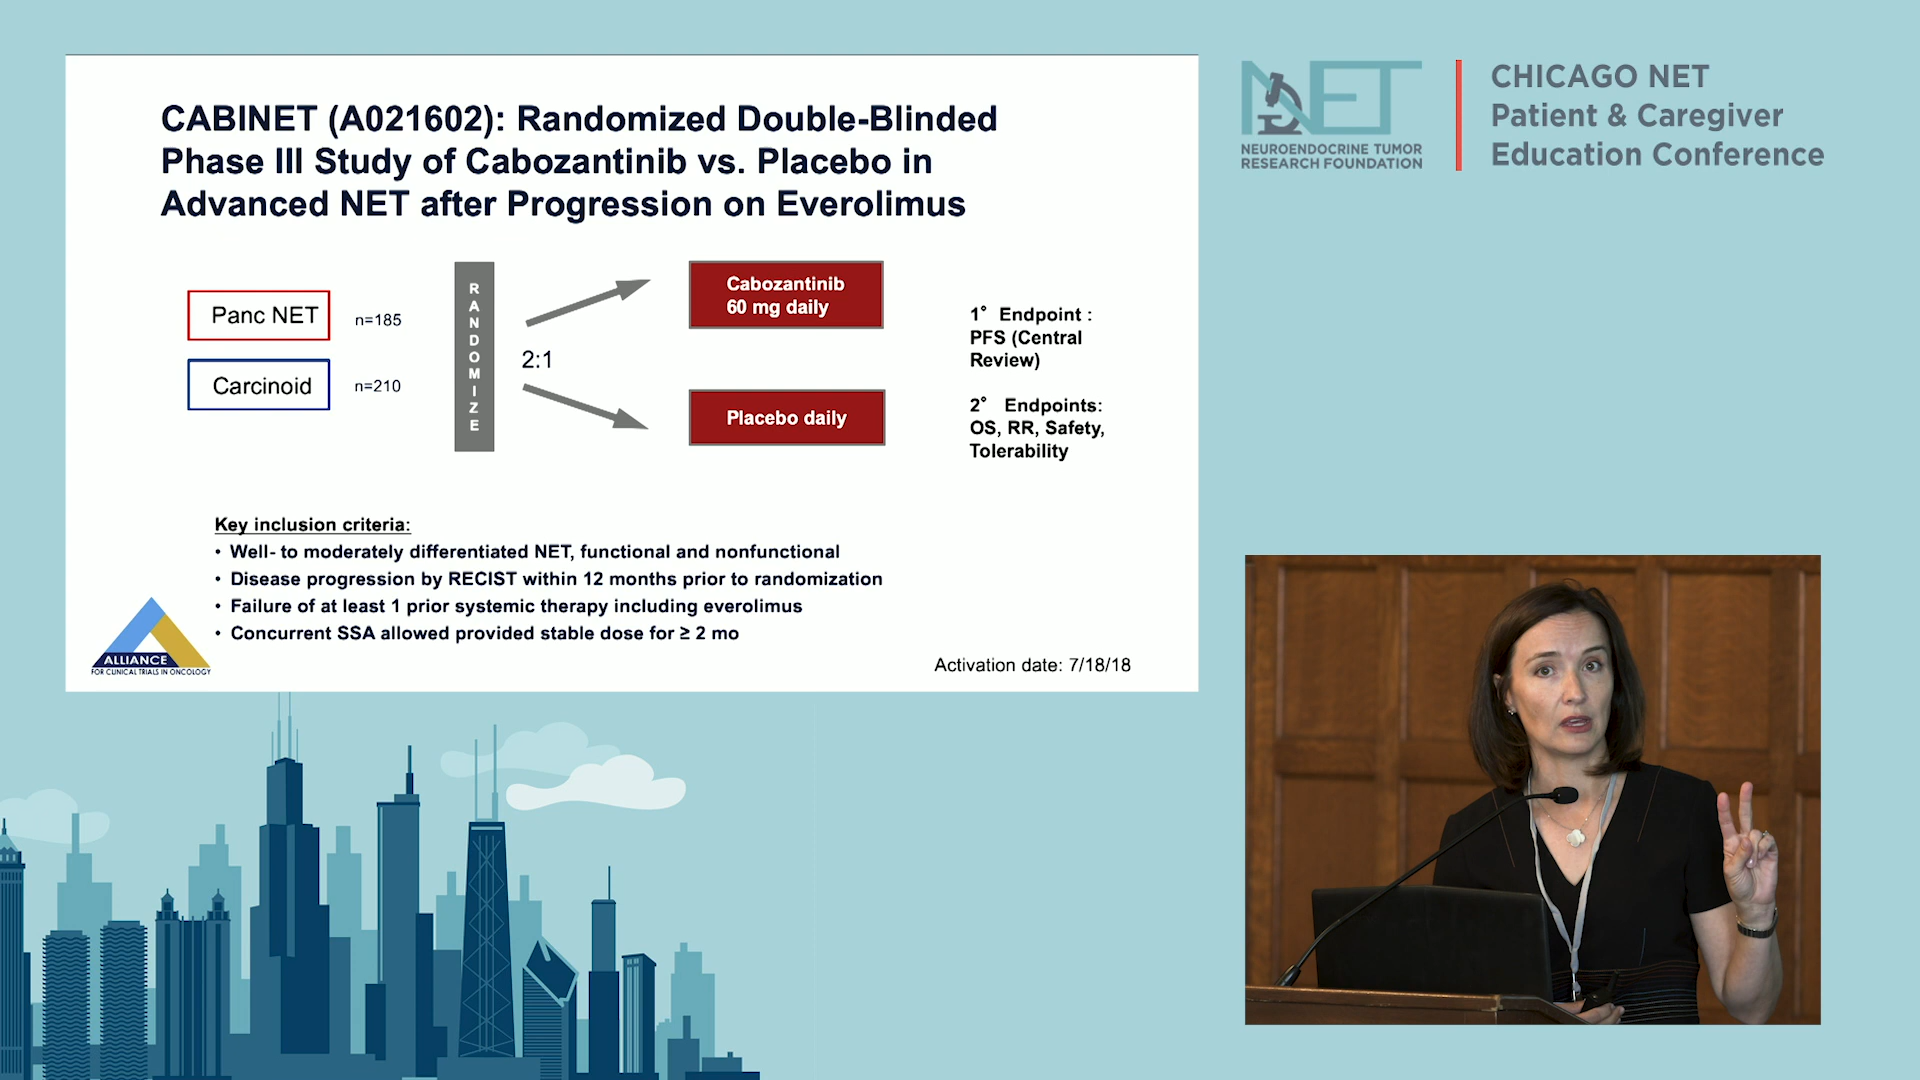 CABINET (A021602): Randomized Double-Blinded
Phase III Study of Cabozantinib vs. Placebo in
Advanced NET after Progression on Everolimus
Panc NET
n=185
Carcinoid
n=210
RANDOMIZE
2:1
Cabozantinib
60 mg daily
Placebo daily
1° Endpoint :
PFS (Central
Review)
2° Endpoints:
OS, RR, Safety,
Tolerability
Key inclusion criteria:
• Well- to moderately differentiated NET, functional and nonfunctional
• Disease progression by RECIST within 12 months prior to randomization
• Failure of at least 1 prior systemic therapy including everolimus
• Concurrent SSA allowed provided stable dose for ≥ 2 mo
ALLIANCE
FOR CLINICAL TRIALS IN ONCOLOGY
Activation date: 7/18/18
NET
NEUROENDOCRINE TUMOR
RESEARCH FOUNDATION
CHICAGO NET
Patient & Caregiver
Education Conference